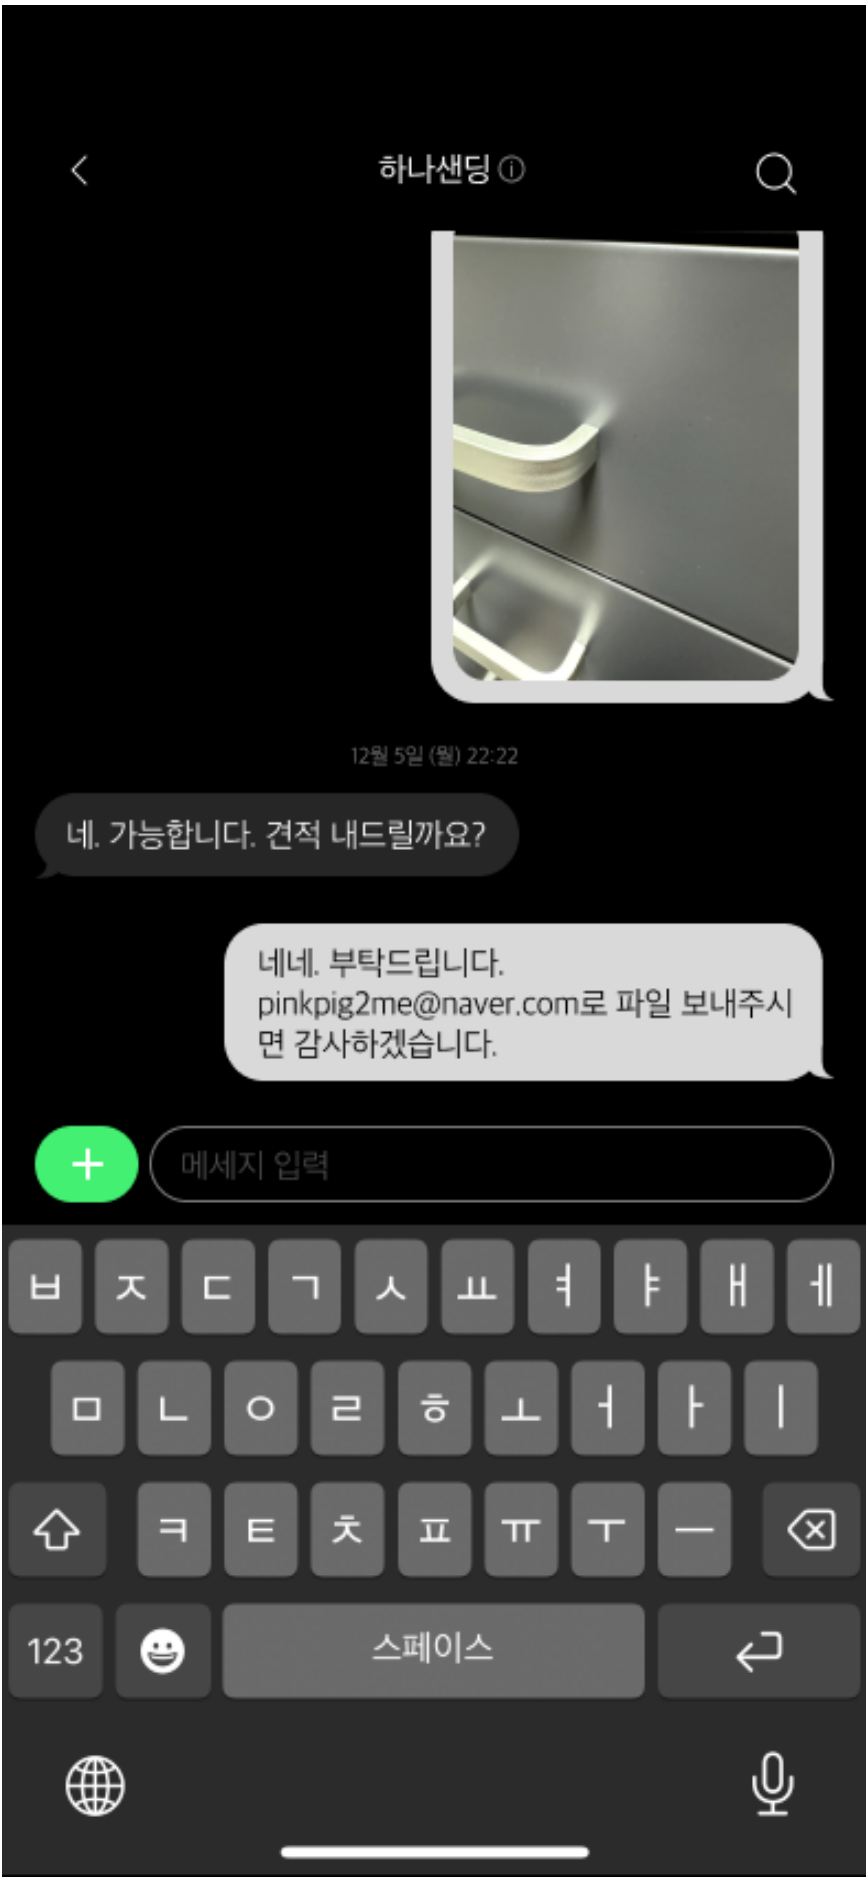 하나샌딩
12월 5일 (월) 22:22
네. 가능합니다. 견적 내드릴까요?
네네. 부탁드립니다.
pinkpig2me@naver.com로 파일 보내주시
면 감사하겠습니다.
메세지 입력
ㅂ ㅈ ㄷ ㄱ ㅅ ㅛ ㅕ ㅑ ㅐ ㅔ
ㅁ ㄴ ㅇ ㄹ ㅎ ㅗ ㅓ ㅏ ㅣ
ㅋ ㅌ ㅊ ㅍ ㅠ ㅜ ㅡ
123 스페이스